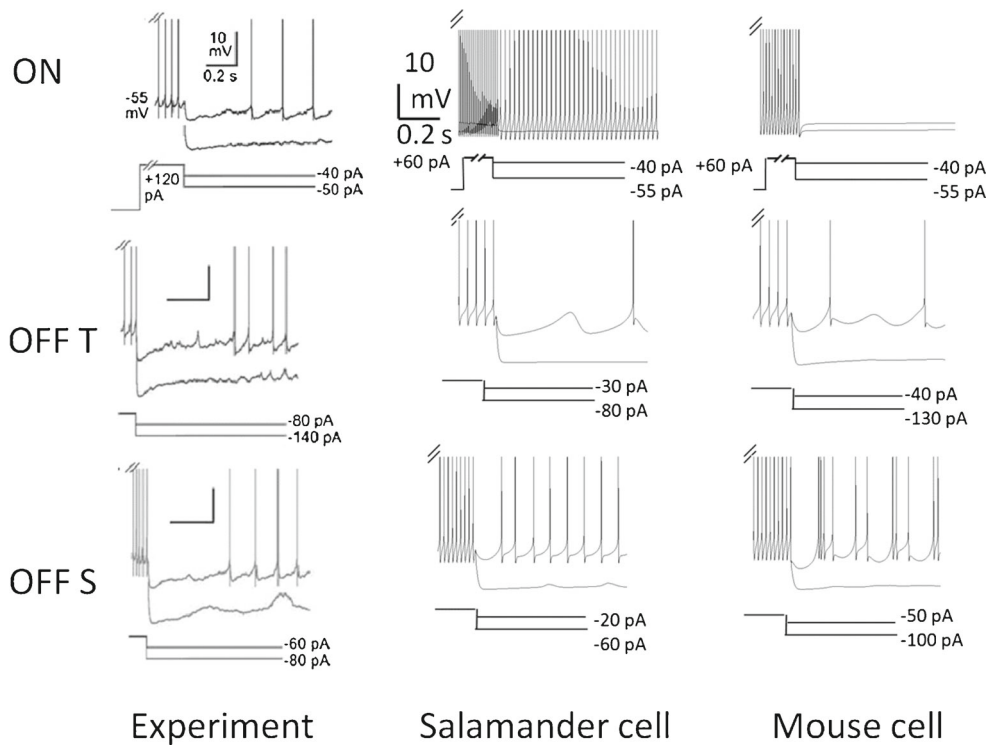 ON
10
mV
0.2 s
-55
mV
+120
pA
-40 pA
-50 pA
10
mV
0.2 s
+60 pA
-40 pA
-55 pA
+60 pA
-40 pA
-55 pA
OFF T
-80 pA
-140 pA
-30 pA
-80 pA
-40 pA
-130 pA
OFF S
-60 pA
-80 pA
-20 pA
-60 pA
-50 pA
-100 pA
Experiment
Salamander cell
Mouse cell